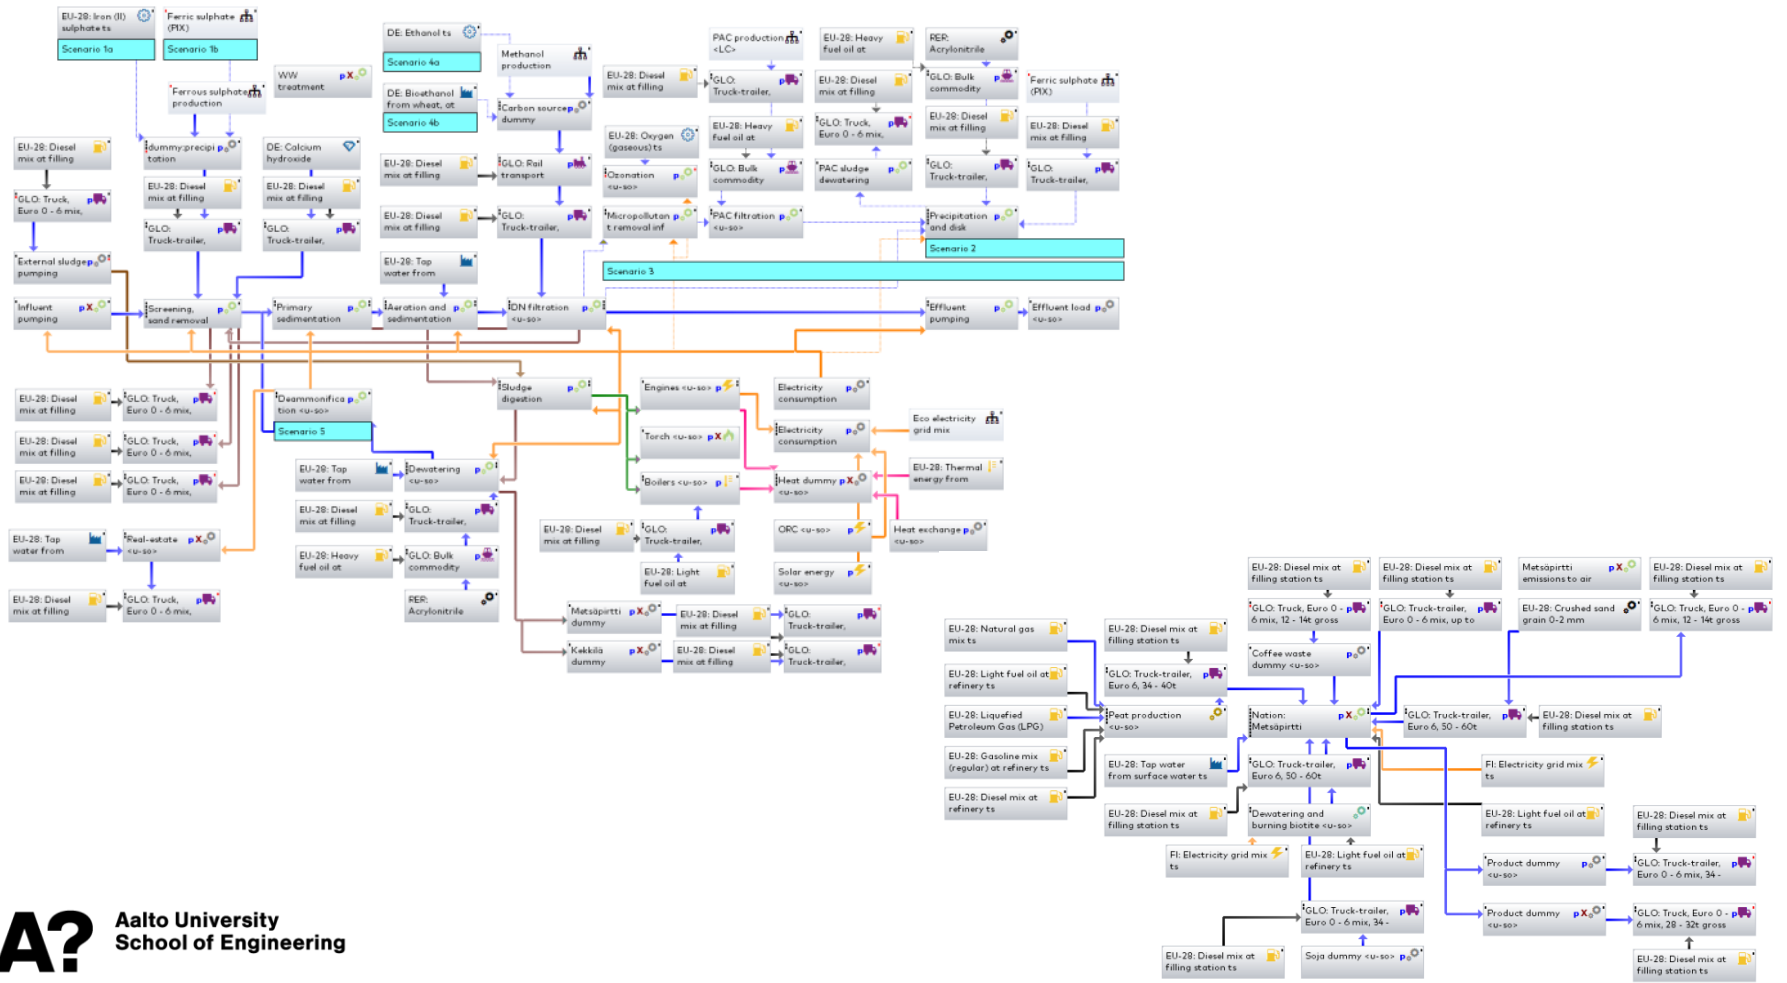 EU-28: Iron (II)
sulphate ts
Scenario 1a
Ferric sulphate
(PIX)
Scenario 1b
WW
treatment
Ferrous sulphate
production
EU-28: Diesel
mix at filling
dummy:precipi
tation
DE: Calcium
hydroxide
EU-28: Diesel
mix at filling
EU-28: Diesel
mix at filling
GLO: Truck,
Euro 0 - 6 mix,
GLO:
Truck-trailer,
GLO:
Truck-trailer,
External sludge
pumping
Influent
pumping
Screening,
sand removal
Primary
sedimentation
Aeration and
sedimentation
DN filtration
<u-so>
DE: Ethanol ts
Scenario 4a
Methanol
production
DE: Bioethanol
from wheat, at
Scenario 4b
Carbon source
dummy
EU-28: Diesel
mix at filling
GLO: Rail
transport
EU-28: Diesel
mix at filling
GLO:
Truck-trailer,
EU-28: Tap
water from
EU-28: Diesel
mix at filling
PAC production
<LC>
GLO:
Truck-trailer,
EU-28: Heavy
fuel oil at
EU-28: Oxygen
(gaseous) ts
Ozonation
<u-so>
GLO: Bulk
commodity
Micropollutan
t removal inf
PAC filtration
<u-so>
EU-28: Heavy
fuel oil at
EU-28: Diesel
mix at filling
GLO: Truck,
Euro 0 - 6 mix,
PAC sludge
dewatering
RER:
Acrylonitrile
GLO: Bulk
commodity
EU-28: Diesel
mix at filling
GLO:
Truck-trailer,
Ferric sulphate
(PIX)
EU-28: Diesel
mix at filling
GLO:
Truck-trailer,
Precipitation
and disk
Scenario 2
Scenario 3
Effluent
pumping
Effluent load
<u-so>
EU-28: Diesel
mix at filling
GLO: Truck,
Euro 0 - 6 mix,
EU-28: Diesel
mix at filling
GLO: Truck,
Euro 0 - 6 mix,
EU-28: Diesel
mix at filling
GLO: Truck,
Euro 0 - 6 mix,
Deammonifica
tion <u-so>
Scenario 5
EU-28: Tap
water from
Dewatering
<u-so>
EU-28: Diesel
mix at filling
GLO:
Truck-trailer,
EU-28: Heavy
fuel oil at
GLO: Bulk
commodity
RER:
Acrylonitrile
EU-28: Tap
water from
Real-estate
<u-so>
EU-28: Diesel
mix at filling
GLO: Truck,
Euro 0 - 6 mix,
Sludge
digestion
Engines <u-so>
Torch <u-so>
Boilers <u-so>
EU-28: Diesel
mix at filling
GLO:
Truck-trailer,
EU-28: Light
fuel oil at
Electricity
consumption
Electricity
consumption
Eco electricity
grid mix
Heat dummy
<u-so>
EU-28: Thermal
energy from
ORC <u-so>
Heat exchange
<u-so>
Solar energy
<u-so>
Metsäpirtti
dummy
EU-28: Diesel
mix at filling
GLO:
Truck-trailer,
Kekkilä
dummy
EU-28: Diesel
mix at filling
GLO:
Truck-trailer,
EU-28: Diesel mix at
filling station ts
EU-28: Diesel mix at
filling station ts
Metsäpirtti
emissions to air
EU-28: Diesel mix at
filling station ts
GLO: Truck, Euro 0 -
6 mix, 12 - 14t gross
GLO: Truck-trailer,
Euro 0 - 6 mix, up to
EU-28: Crushed sand
grain 0-2 mm
GLO: Truck, Euro 0 -
6 mix, 12 - 14t gross
EU-28: Natural gas
mix ts
EU-28: Diesel mix at
filling station ts
Coffee waste
dummy <u-so>
EU-28: Light fuel oil at
refinery ts
GLO: Truck-trailer,
Euro 6, 34 - 40t
EU-28: Liquefied
Petroleum Gas (LPG)
Peat production
<u-so>
Nation:
Metsäpirtti
GLO: Truck-trailer,
Euro 6, 50 - 60t
EU-28: Diesel mix at
filling station ts
EU-28: Gasoline mix
(regular) at refinery ts
EU-28: Tap water
from surface water ts
GLO: Truck-trailer,
Euro 6, 50 - 60t
FI: Electricity grid mix
ts
EU-28: Diesel mix at
refinery ts
EU-28: Diesel mix at
filling station ts
Dewatering and
burning biotite <u-so>
EU-28: Light fuel oil at
refinery ts
EU-28: Diesel mix at
filling station ts
FI: Electricity grid mix
ts
EU-28: Light fuel oil at
refinery ts
Product dummy
<u-so>
GLO: Truck-trailer,
Euro 0 - 6 mix, 34 -
GLO: Truck-trailer,
Euro 0 - 6 mix, 34 -
Product dummy
<u-so>
GLO: Truck, Euro 0 -
6 mix, 28 - 32t gross
EU-28: Diesel mix at
filling station ts
Soja dummy <u-so>
EU-28: Diesel mix at
filling station ts
A?
Aalto University
School of Engineering